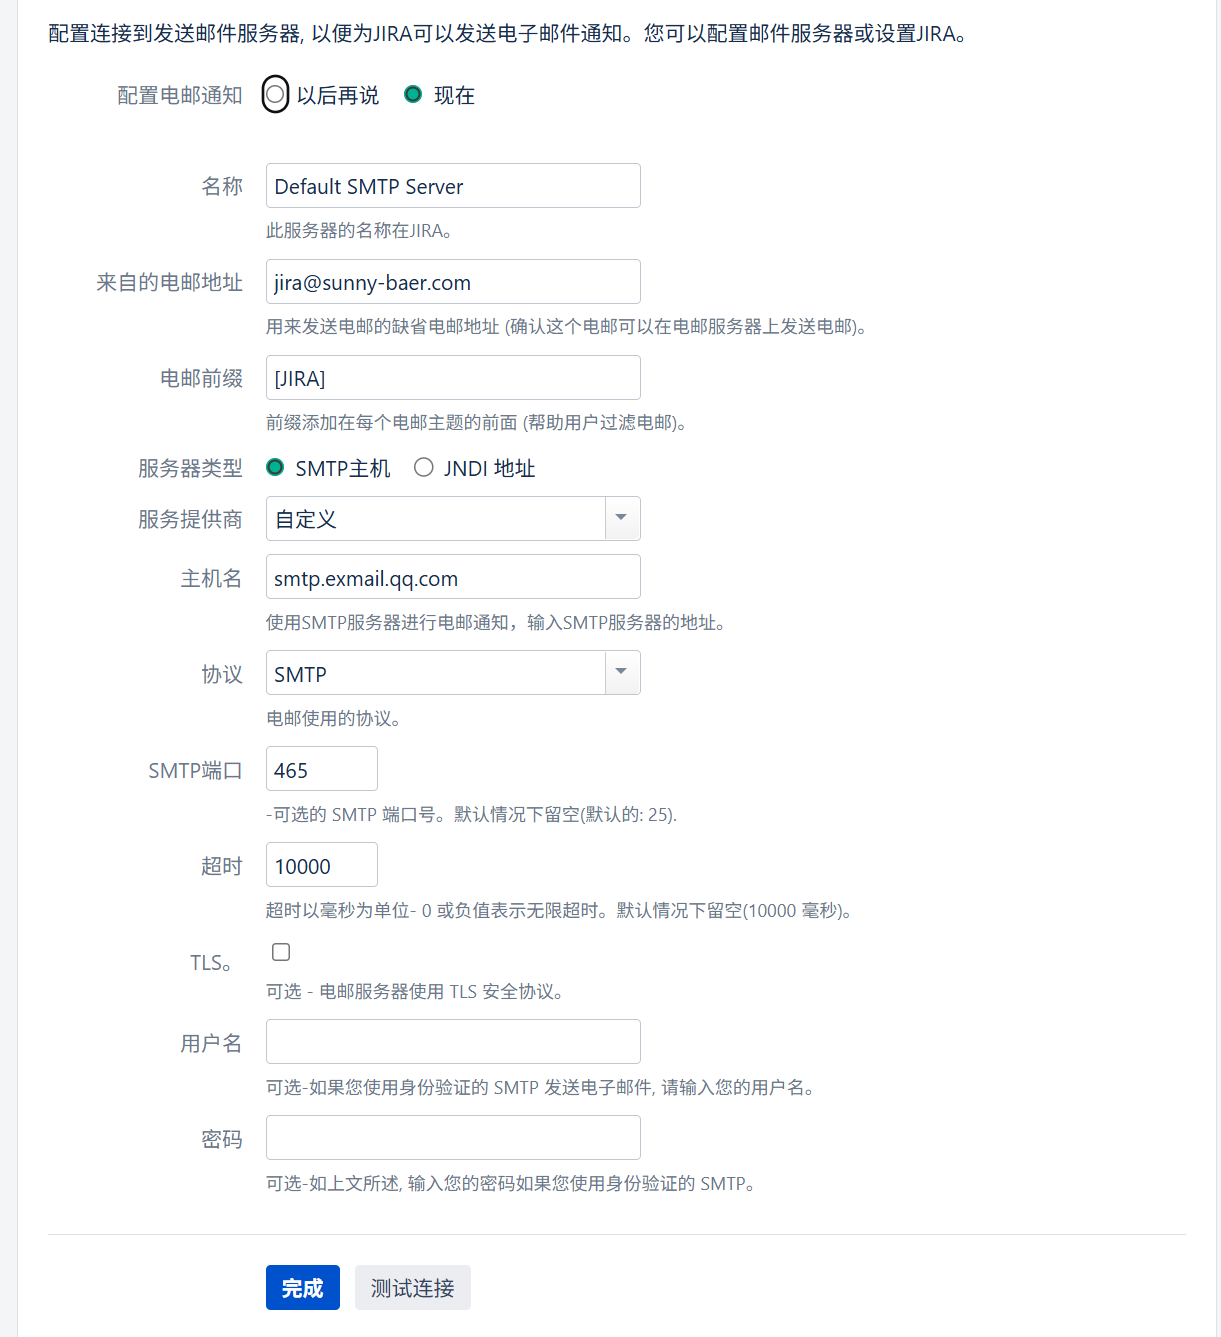 配置连接到发送邮件服务器, 以便为JIRA可以发送电子邮件通知。您可以配置邮件服务器或设置JIRA。
配置电邮通知 以后再说 现在
名称 Default SMTP Server
此服务器的名称在JIRA。
来自的电邮地址 jira@sunny-baer.com
用来发送电邮的缺省电邮地址 (确认这个电邮可以在电邮服务器上发送电邮)。
电邮前缀 [JIRA]
前缀添加在每个电邮主题的前面 (帮助用户过滤电邮)。
服务器类型 SMTP主机 JNDI 地址
服务提供商 自定义
主机名 smtp.exmail.qq.com
使用SMTP服务器进行电邮通知，输入SMTP服务器的地址。
协议 SMTP
电邮使用的协议。
SMTP端口 465
-可选的 SMTP 端口号。默认情况下留空(默认的: 25).
超时 10000
超时以毫秒为单位- 0 或负值表示无限超时。默认情况下留空(10000 毫秒)。
TLS。
可选 - 电邮服务器使用 TLS 安全协议。
用户名
可选-如果您使用身份验证的 SMTP 发送电子邮件, 请输入您的用户名。
密码
可选-如上文所述, 输入您的密码如果您使用身份验证的 SMTP。
完成 测试连接